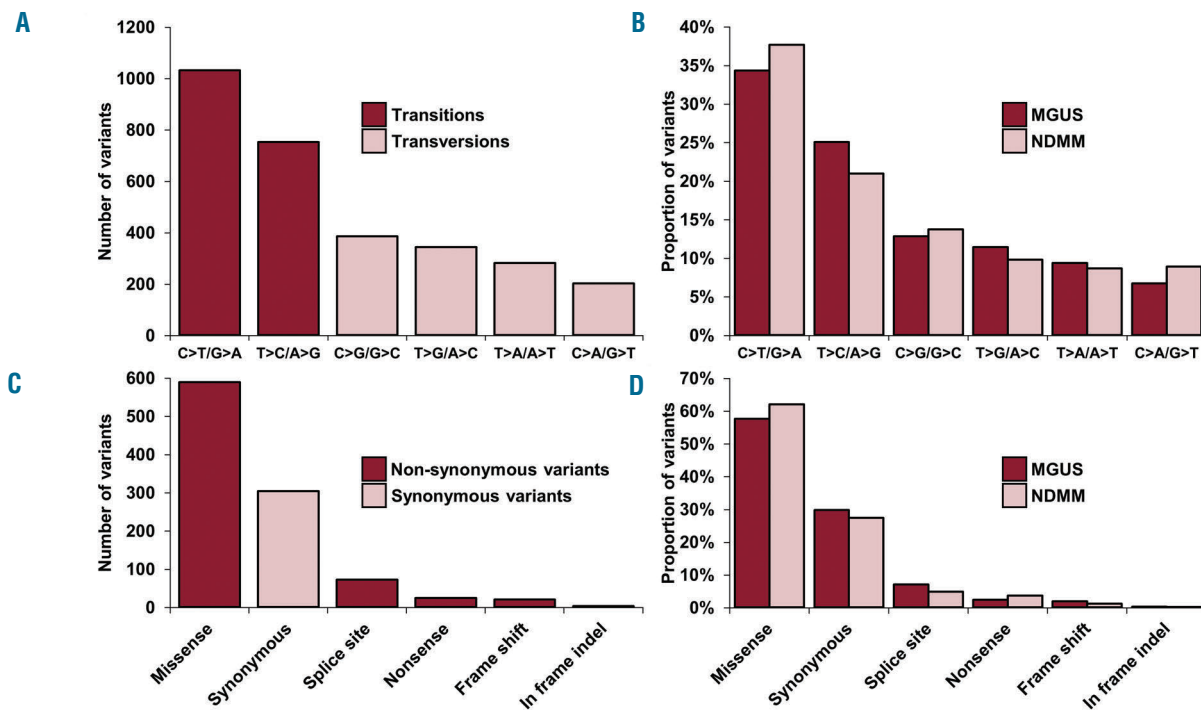 A
Number of variants
1200
1000
800
600
400
200
0
Transitions
Transversions
C>T/G>A T>C/A>G C>G/G>C T>G/A>C T>A/A>T C>A/G>T
B
Proportion of variants
40%
35%
30%
25%
20%
15%
10%
5%
0%
MGUS
NDMM
C>T/G>A T>C/A>G C>G/G>C T>G/A>C T>A/A>T C>A/G>T
C
Number of variants
600
500
400
300
200
100
0
Non-synonymous variants
Synonymous variants
Missense
Synonymous
Splice site
Nonsense
Frame shift
In frame indel
D
Proportion of variants
70%
60%
50%
40%
30%
20%
10%
0%
MGUS
NDMM
Missense
Synonymous
Splice site
Nonsense
Frame shift
In frame indel